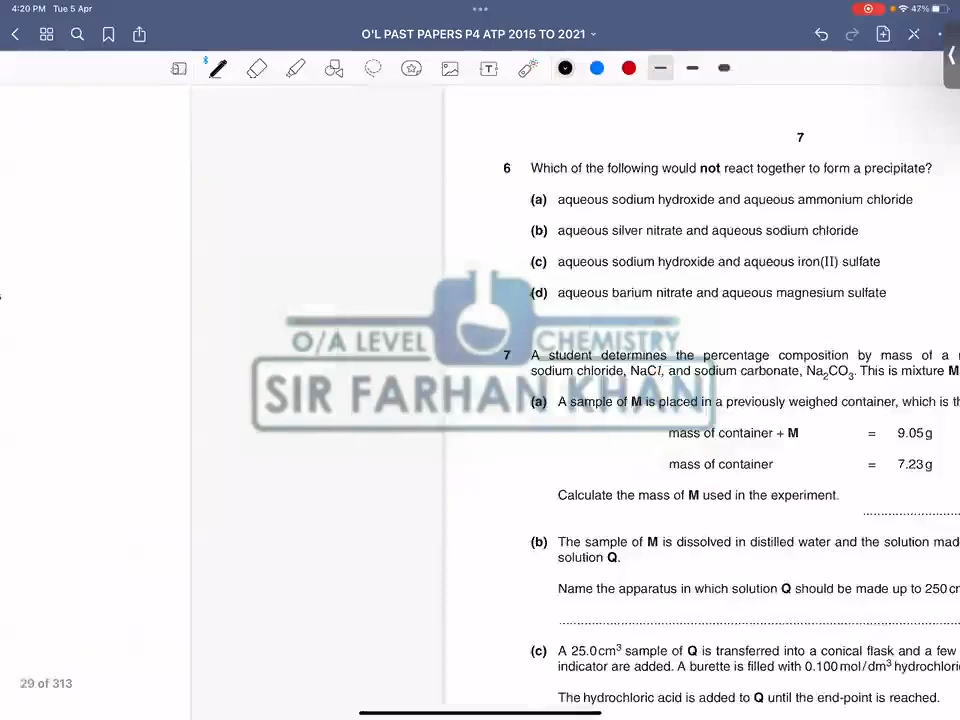 4:20 PM Tue 5 Apr
47%
O'L PAST PAPERS P4 ATP 2015 TO 2021
7
6 Which of the following would not react together to form a precipitate?
(a) aqueous sodium hydroxide and aqueous ammonium chloride
(b) aqueous silver nitrate and aqueous sodium chloride
(c) aqueous sodium hydroxide and aqueous iron(II) sulfate
(d) aqueous barium nitrate and aqueous magnesium sulfate
O/A LEVEL CHEMISTRY
SIR FARHAN KHAN
7 A student determines the percentage composition by mass of a
sodium chloride, NaCl, and sodium carbonate, Na₂CO₃. This is mixture M
(a) A sample of M is placed in a previously weighed container, which is
mass of container + M = 9.05 g
mass of container = 7.23 g
Calculate the mass of M used in the experiment.
(b) The sample of M is dissolved in distilled water and the solution mad
solution Q.
Name the apparatus in which solution Q should be made up to 250 c
(c) A 25.0 cm³ sample of Q is transferred into a conical flask and a few
indicator are added. A burette is filled with 0.100 mol/dm³ hydrochlori
The hydrochloric acid is added to Q until the end-point is reached.
29 of 313